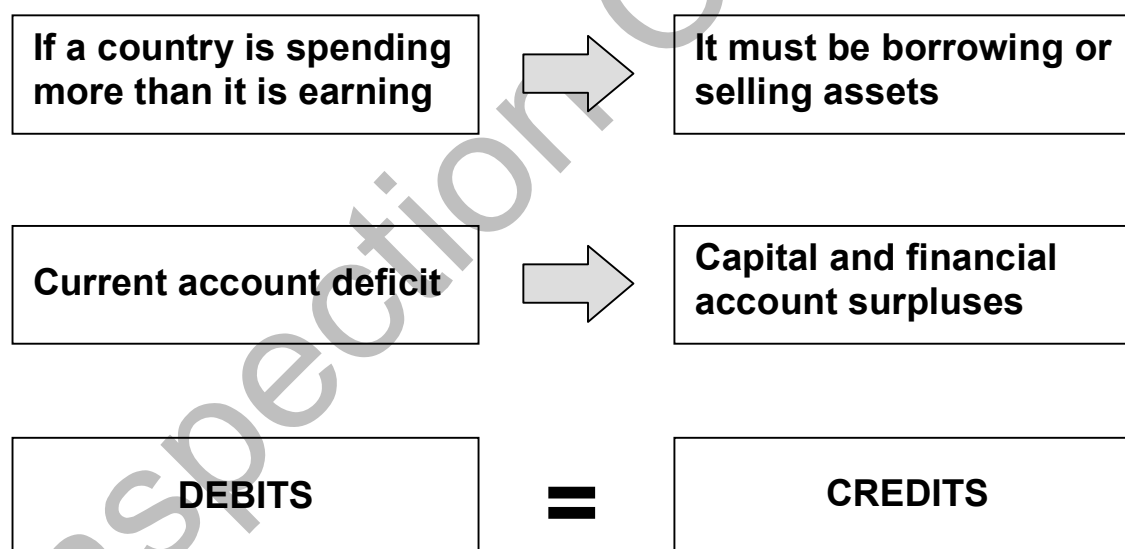 If a country is spending
more than it is earning
It must be borrowing or
selling assets
Current account deficit
Capital and financial
account surpluses
DEBITS
=
CREDITS